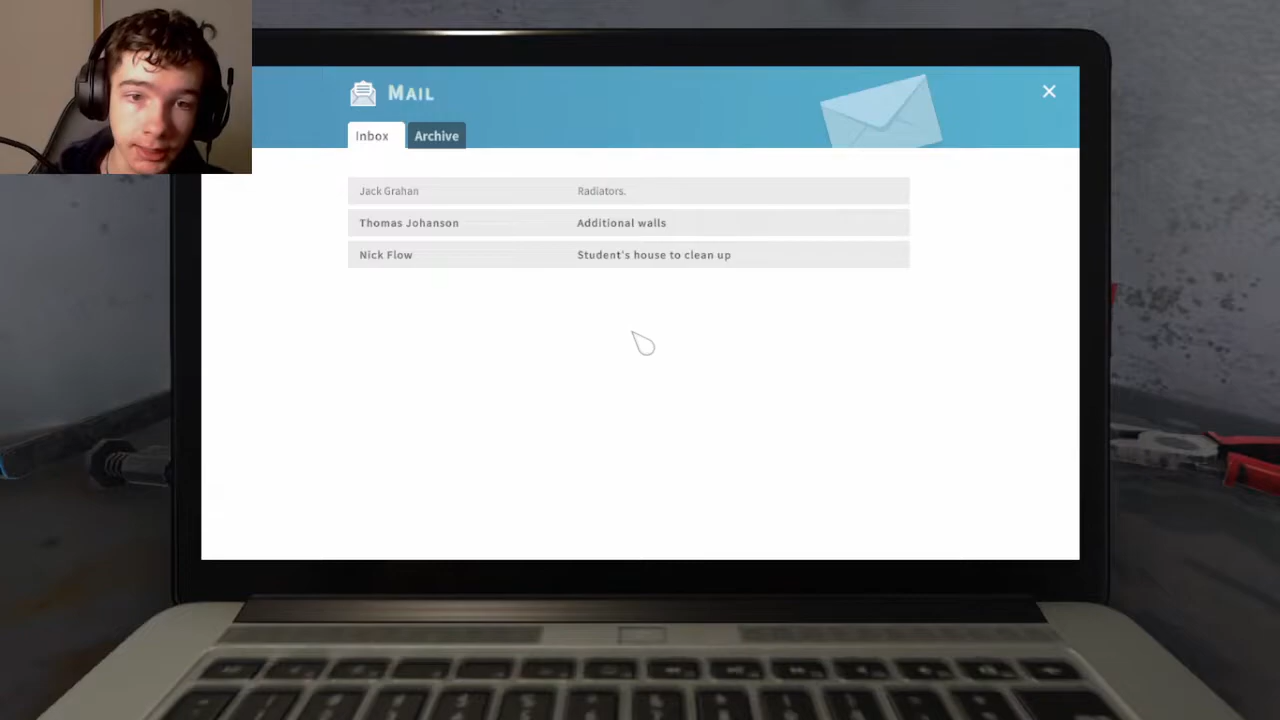 MAIL
Inbox Archive
Jack Grahan Radiators.
Thomas Johanson Additional walls
Nick Flow Student's house to clean up